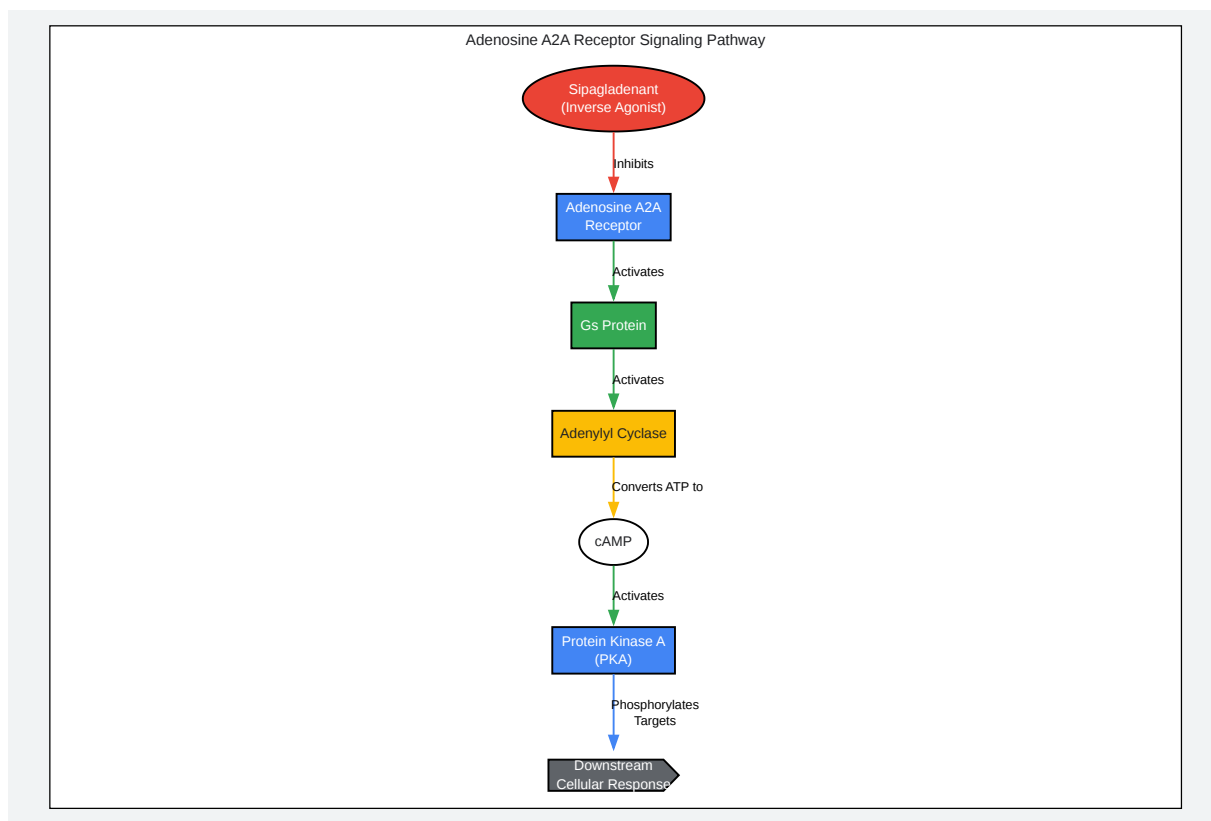 Adenosine A2A Receptor Signaling Pathway
Sipagladenant
(Inverse Agonist)
Inhibits
Adenosine A2A
Receptor
Activates
Gs Protein
Activates
Adenylyl Cyclase
Converts ATP to
cAMP
Activates
Protein Kinase A
(PKA)
Phosphorylates
Targets
Downstream
Cellular Response